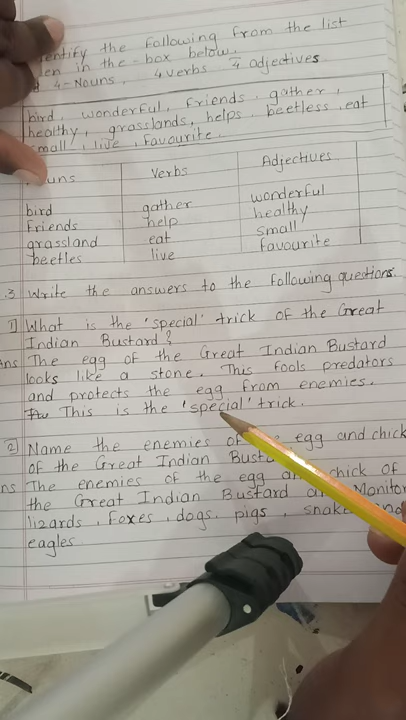 entify the following from the list
en in the box below.
4-Nouns, 4 verbs 4 adjectives
bird, wonderful, friends, gather,
healthy, grasslands, helps, beetless, eat
mall, live, favourite.
uns Verbs Adjectives
bird gather wonderful
Friends help healthy
grassland eat small
beetles live favourite
.3 Write the answers to the following questions.
1) What is the 'special' trick of the Great
Indian Bustard?
Ans The egg of the Great Indian Bustard
looks like a stone. This fools predators
and protects the egg from enemies.
This is the 'special' trick.
2) Name the enemies of egg and chick
of the Great Indian Busta
ns The enemies of the egg an chick of
the Great Indian Bustard a Monitor
lizards, Foxes, dogs, pigs, snake nd
eagles